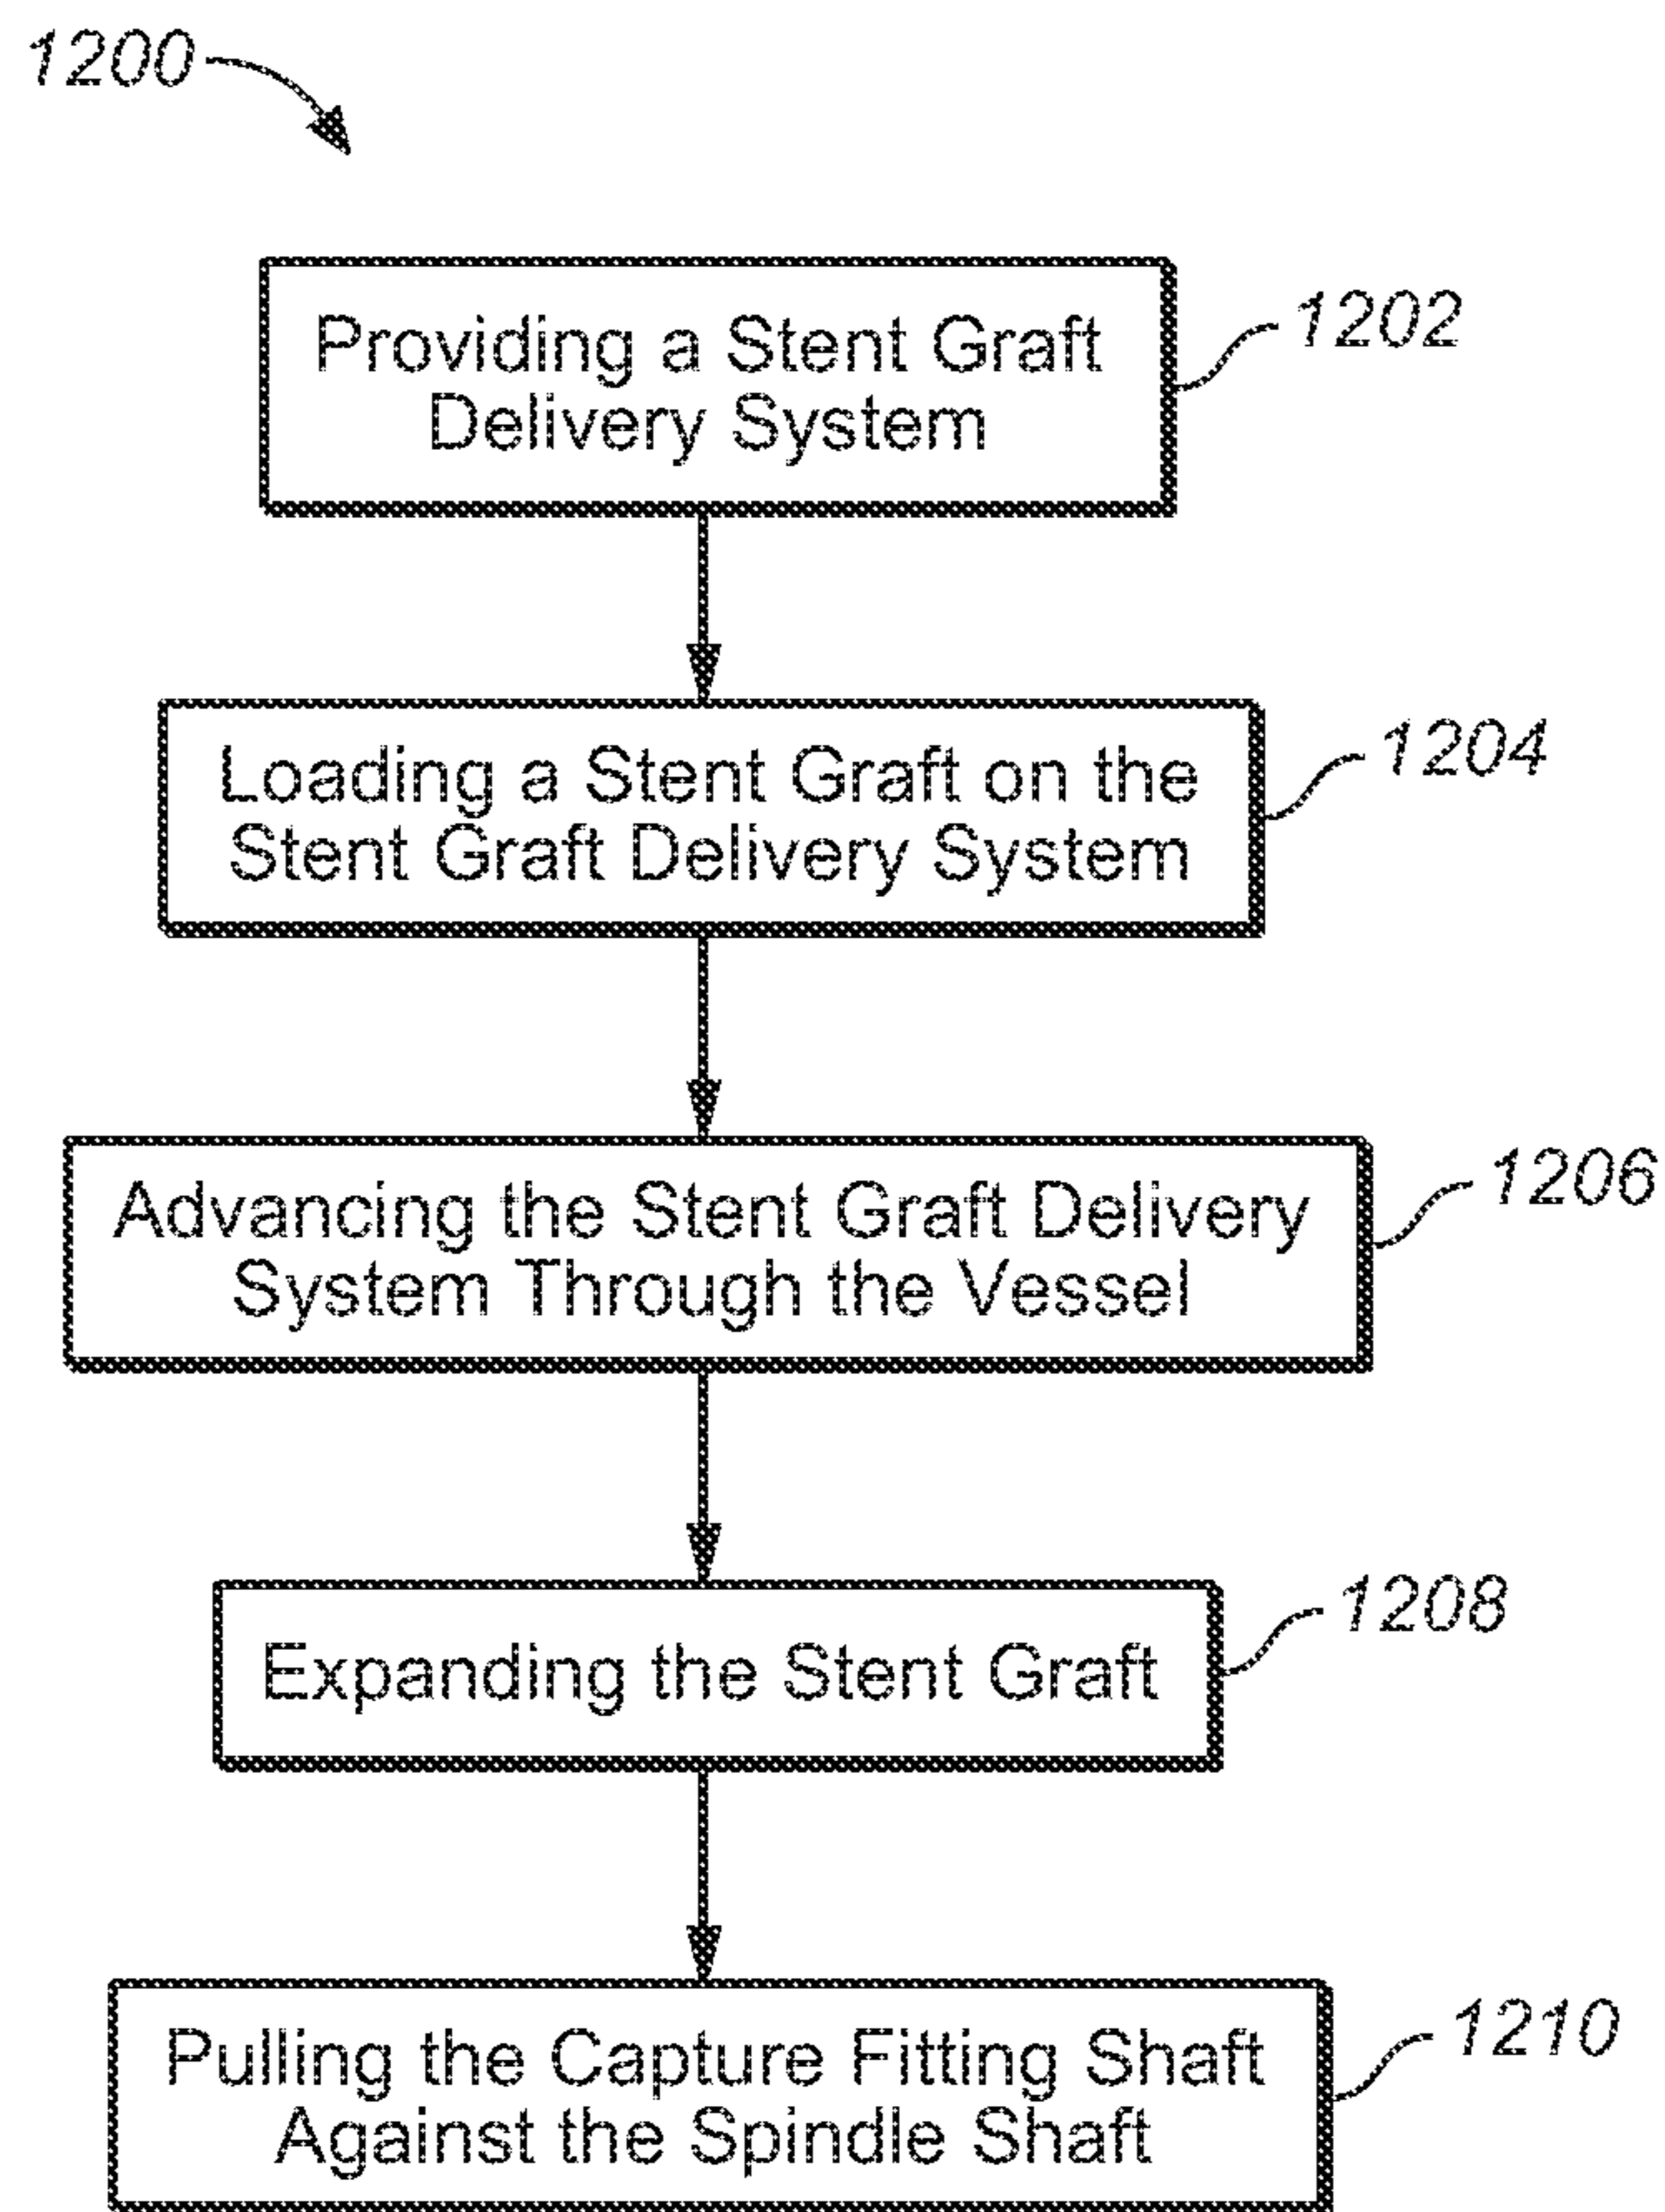 1200
Providing a Stent Graft
Delivery System
1202
Loading a Stent Graft on the
Stent Graft Delivery System
1204
Advancing the Stent Graft Delivery
System Through the Vessel
1206
Expanding the Stent Graft
1208
Pulling the Capture Fitting Shaft
Against the Spindle Shaft
1210